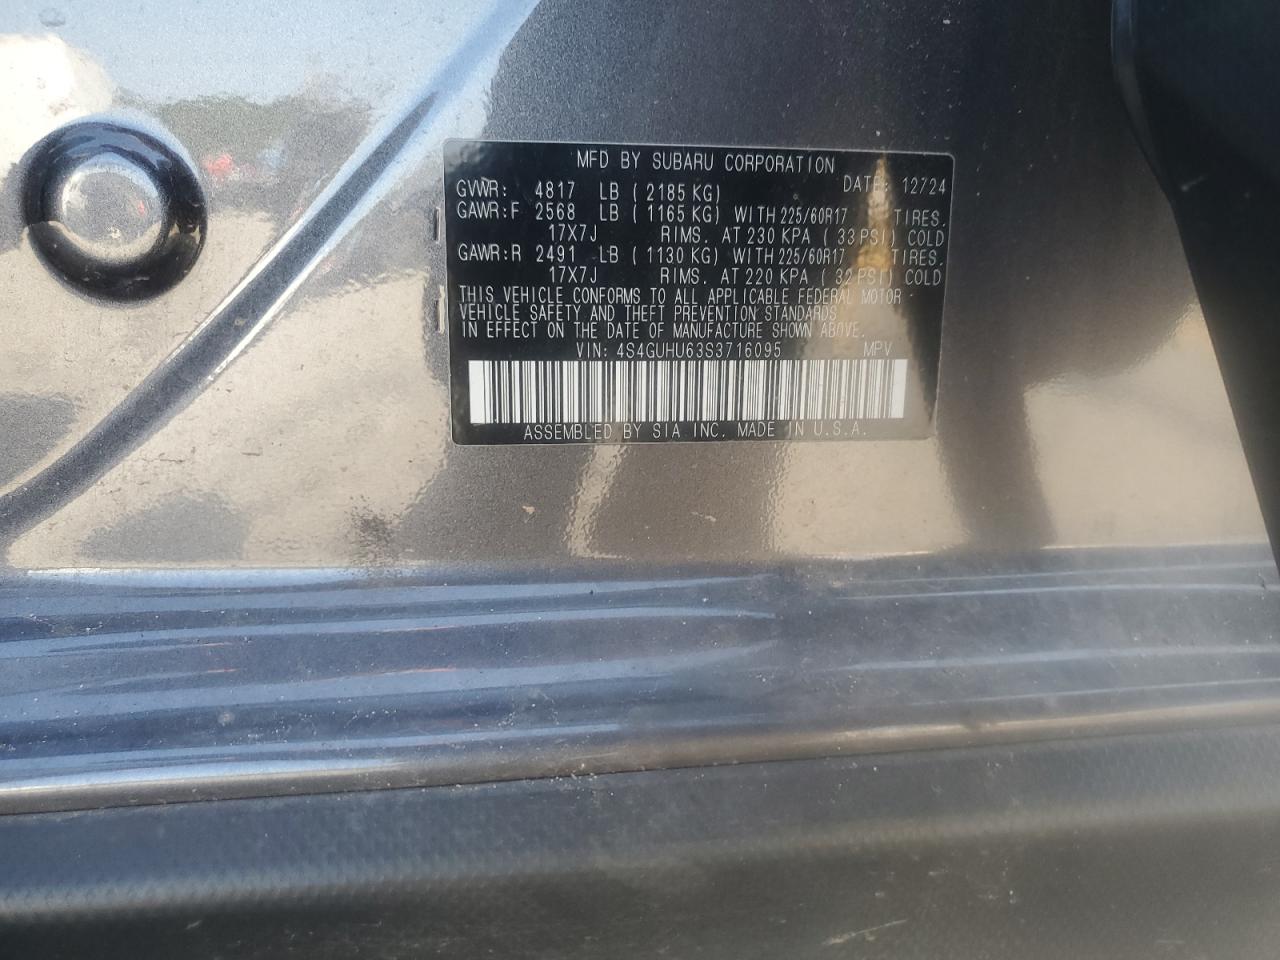 MFD BY SUBARU CORPORATION
GVWR: 4817 LB ( 2185 KG) DATE: 12724
GAWR:F 2568 LB ( 1165 KG) WITH 225/60R17 TIRES.
17X7J RIMS. AT 230 KPA ( 33 PSI) COLD
GAWR:R 2491 LB ( 1130 KG) WITH 225/60R17 TIRES.
17X7J RIMS. AT 220 KPA ( 32 PSI) COLD
THIS VEHICLE CONFORMS TO ALL APPLICABLE FEDERAL MOTOR
VEHICLE SAFETY AND THEFT PREVENTION STANDARDS
IN EFFECT ON THE DATE OF MANUFACTURE SHOWN ABOVE.
VIN: 4S4GUHU63S3716095 MPV
ASSEMBLED BY SIA INC. MADE IN U.S.A.